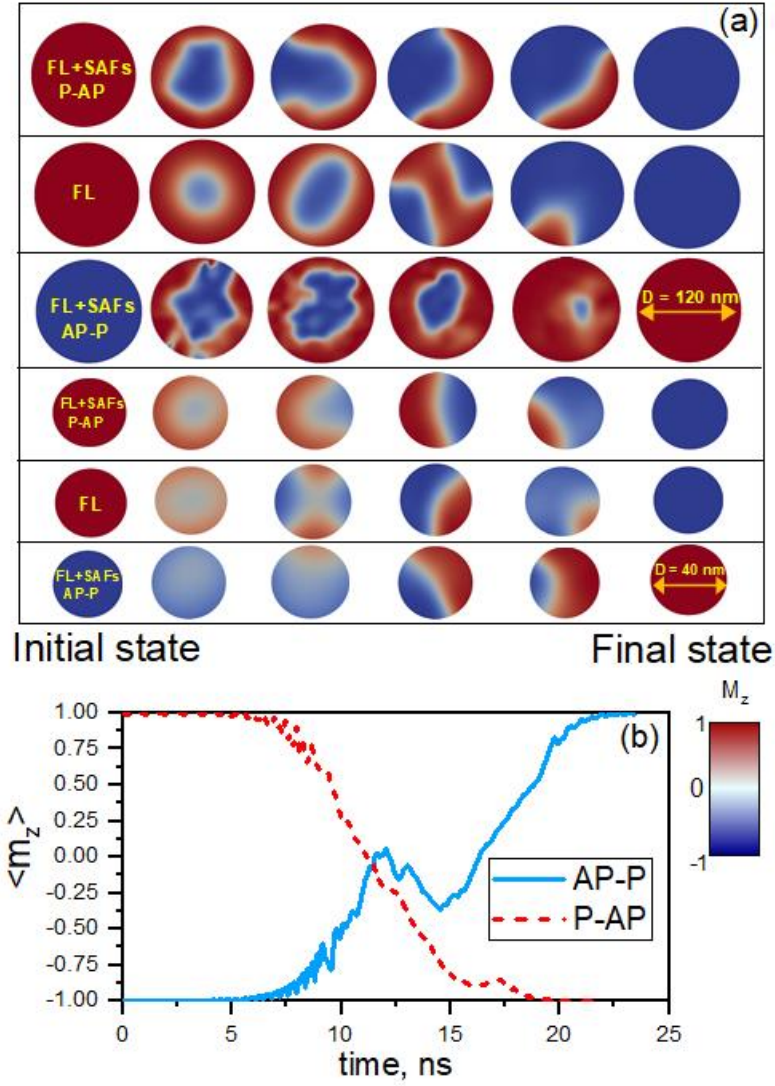 (a)
FL+SAFs
P-AP
FL
FL+SAFs
AP-P
D = 120 nm
FL+SAFs
P-AP
FL
FL+SAFs
AP-P
D = 40 nm
Initial state
Final state
(b)
<m_z>
1.00
0.75
0.50
0.25
0.00
-0.25
-0.50
-0.75
-1.00
AP-P
P-AP
0
5
10
15
20
25
time, ns
M_z
1
0
-1